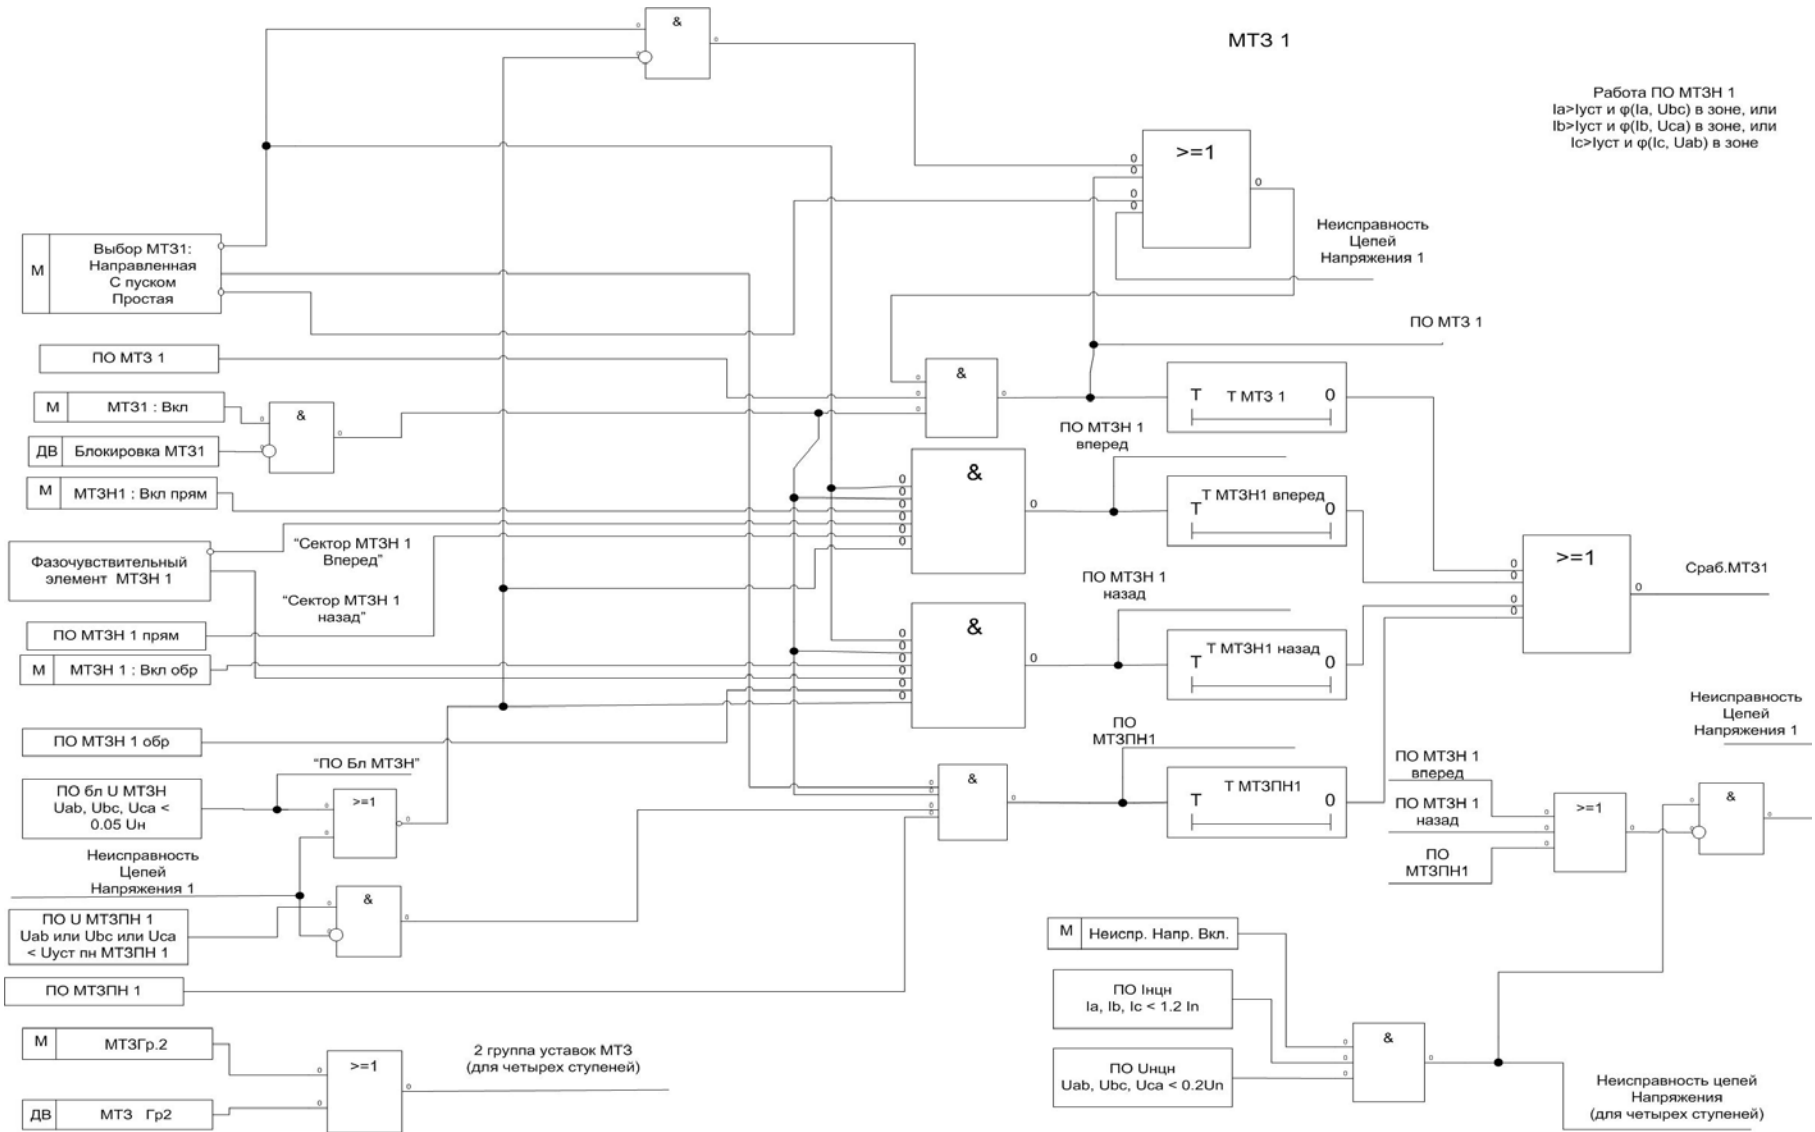 МТЗ 1
Работа ПО МТЗН 1
Ia>Iуст и φ(Ia, Ubc) в зоне, или
Ib>Iуст и φ(Ib, Uca) в зоне, или
Ic>Iуст и φ(Ic, Uab) в зоне
&
>=1
Неисправность
Цепей
Напряжения 1
М
Выбор МТЗ1:
Направленная
С пуском
Простая
ПО МТЗ 1
ПО МТЗ 1
М
МТЗ1 : Вкл
ДВ
Блокировка МТЗ1
&
&
Т
Т МТЗ 1
0
ПО МТЗН 1
вперед
М
МТЗН1 : Вкл прям
&
Т МТЗН1 вперед
Т
0
Фазочувствительный
элемент МТЗН 1
“Сектор МТЗН 1
Вперед”
“Сектор МТЗН 1
назад”
ПО МТЗН 1
назад
>=1
Сраб.МТЗ1
ПО МТЗН 1 прям
М
МТЗН 1 : Вкл обр
&
Т МТЗН1 назад
Т
0
ПО МТЗН 1 обр
ПО
МТЗПН1
Неисправность
Цепей
Напряжения 1
“ПО Бл МТЗН”
ПО бл U МТЗН
Uab, Ubc, Uca <
0.05 Uн
>=1
&
Т
Т МТЗПН1
0
ПО МТЗН 1
вперед
ПО МТЗН 1
назад
ПО
МТЗПН1
>=1
&
Неисправность
Цепей
Напряжения 1
ПО U МТЗПН 1
Uab или Ubc или Uca
< Uуст пн МТЗПН 1
&
ПО МТЗПН 1
М
Неиспр. Напр. Вкл.
ПО Iнцн
Ia, Ib, Ic < 1.2 In
ПО Uнцн
Uab, Ubc, Uca < 0.2Un
&
М
МТЗГр.2
ДВ
МТЗ Гр2
>=1
2 группа уставок МТЗ
(для четырех ступеней)
Неисправность цепей
Напряжения
(для четырех ступеней)